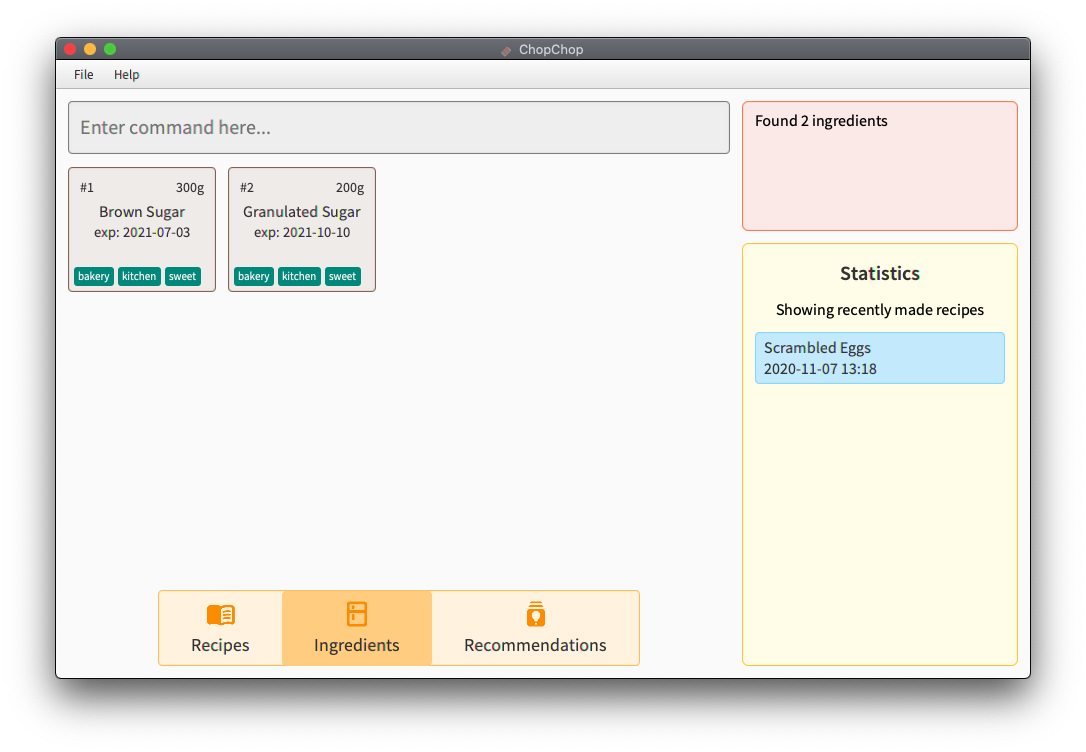 ChopChop
File Help
Enter command here...
Found 2 ingredients
#1 300g
Brown Sugar
exp: 2021-07-03
bakery kitchen sweet
#2 200g
Granulated Sugar
exp: 2021-10-10
bakery kitchen sweet
Statistics
Showing recently made recipes
Scrambled Eggs
2020-11-07 13:18
Recipes
Ingredients
Recommendations